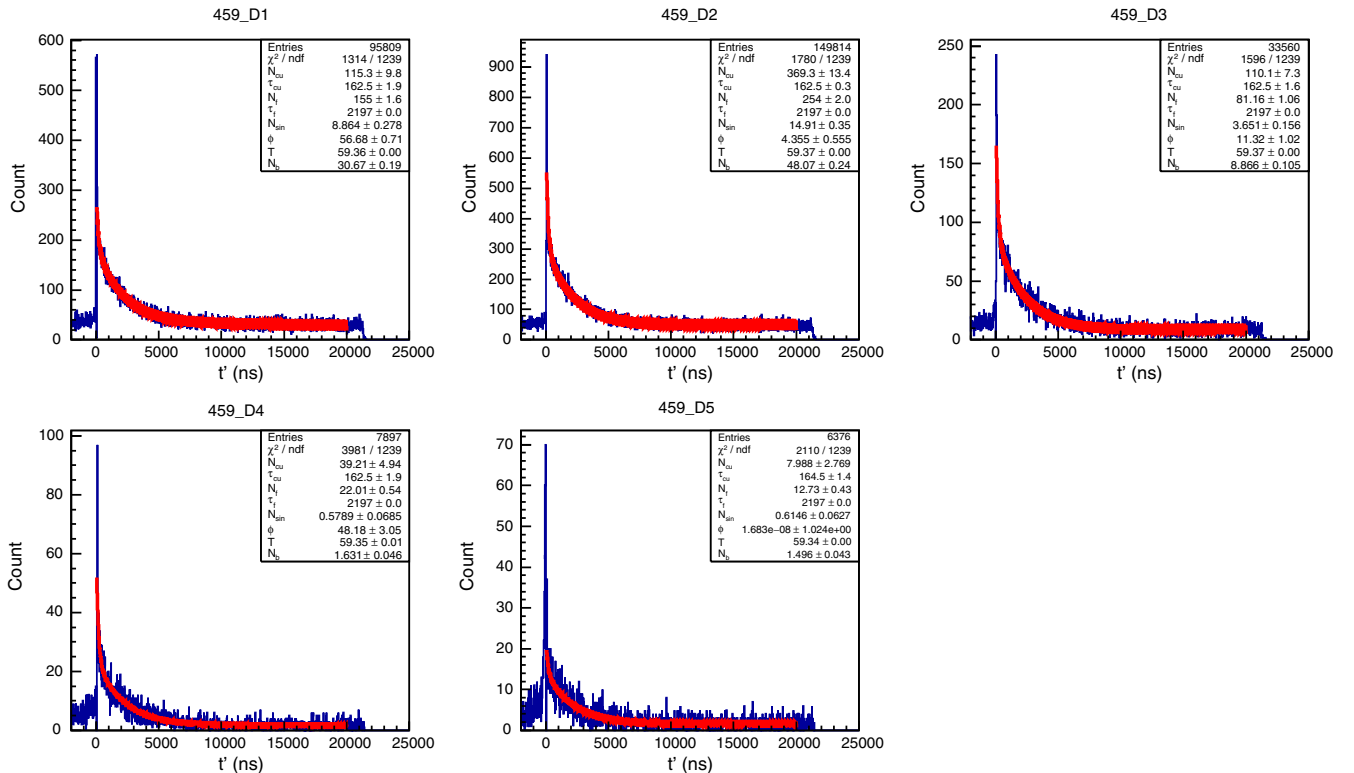 459_D1
600
500
400
300
200
100
0
Count
0 5000 10000 15000 20000 25000
t' (ns)
Entries 95809
χ² / ndf 1314 / 1239
N_cu 115.3 ± 9.8
τ_cu 162.5 ± 1.9
N_f 155 ± 1.6
τ_f 2197 ± 0.0
N_sin 8.864 ± 0.278
ϕ 56.68 ± 0.71
T 59.36 ± 0.00
N_b 30.67 ± 0.19
459_D2
900
800
700
600
500
400
300
200
100
0
Count
0 5000 10000 15000 20000 25000
t' (ns)
Entries 149814
χ² / ndf 1780 / 1239
N_cu 369.3 ± 13.4
τ_cu 162.5 ± 0.3
N_f 254 ± 2.0
τ_f 2197 ± 0.0
N_sin 14.91 ± 0.35
ϕ 4.355 ± 0.555
T 59.37 ± 0.00
N_b 48.07 ± 0.24
459_D3
250
200
150
100
50
0
Count
0 5000 10000 15000 20000 25000
t' (ns)
Entries 33560
χ² / ndf 1596 / 1239
N_cu 110.1 ± 7.3
τ_cu 162.5 ± 1.6
N_f 81.16 ± 1.06
τ_f 2197 ± 0.0
N_sin 3.651 ± 0.156
ϕ 11.32 ± 1.02
T 59.37 ± 0.00
N_b 8.866 ± 0.105
459_D4
100
80
60
40
20
0
Count
0 5000 10000 15000 20000 25000
t' (ns)
Entries 7897
χ² / ndf 3981 / 1239
N_cu 39.21 ± 4.94
τ_cu 162.5 ± 1.9
N_f 22.01 ± 0.54
τ_f 2197 ± 0.0
N_sin 0.5789 ± 0.0685
ϕ 48.18 ± 3.05
T 59.35 ± 0.01
N_b 1.631 ± 0.046
459_D5
70
60
50
40
30
20
10
0
Count
0 5000 10000 15000 20000 25000
t' (ns)
Entries 6376
χ² / ndf 2110 / 1239
N_cu 7.988 ± 2.769
τ_cu 164.5 ± 1.4
N_f 12.73 ± 0.43
τ_f 2197 ± 0.0
N_sin 0.6146 ± 0.0627
ϕ 1.683e−08 ± 1.024e+00
T 59.34 ± 0.00
N_b 1.496 ± 0.043